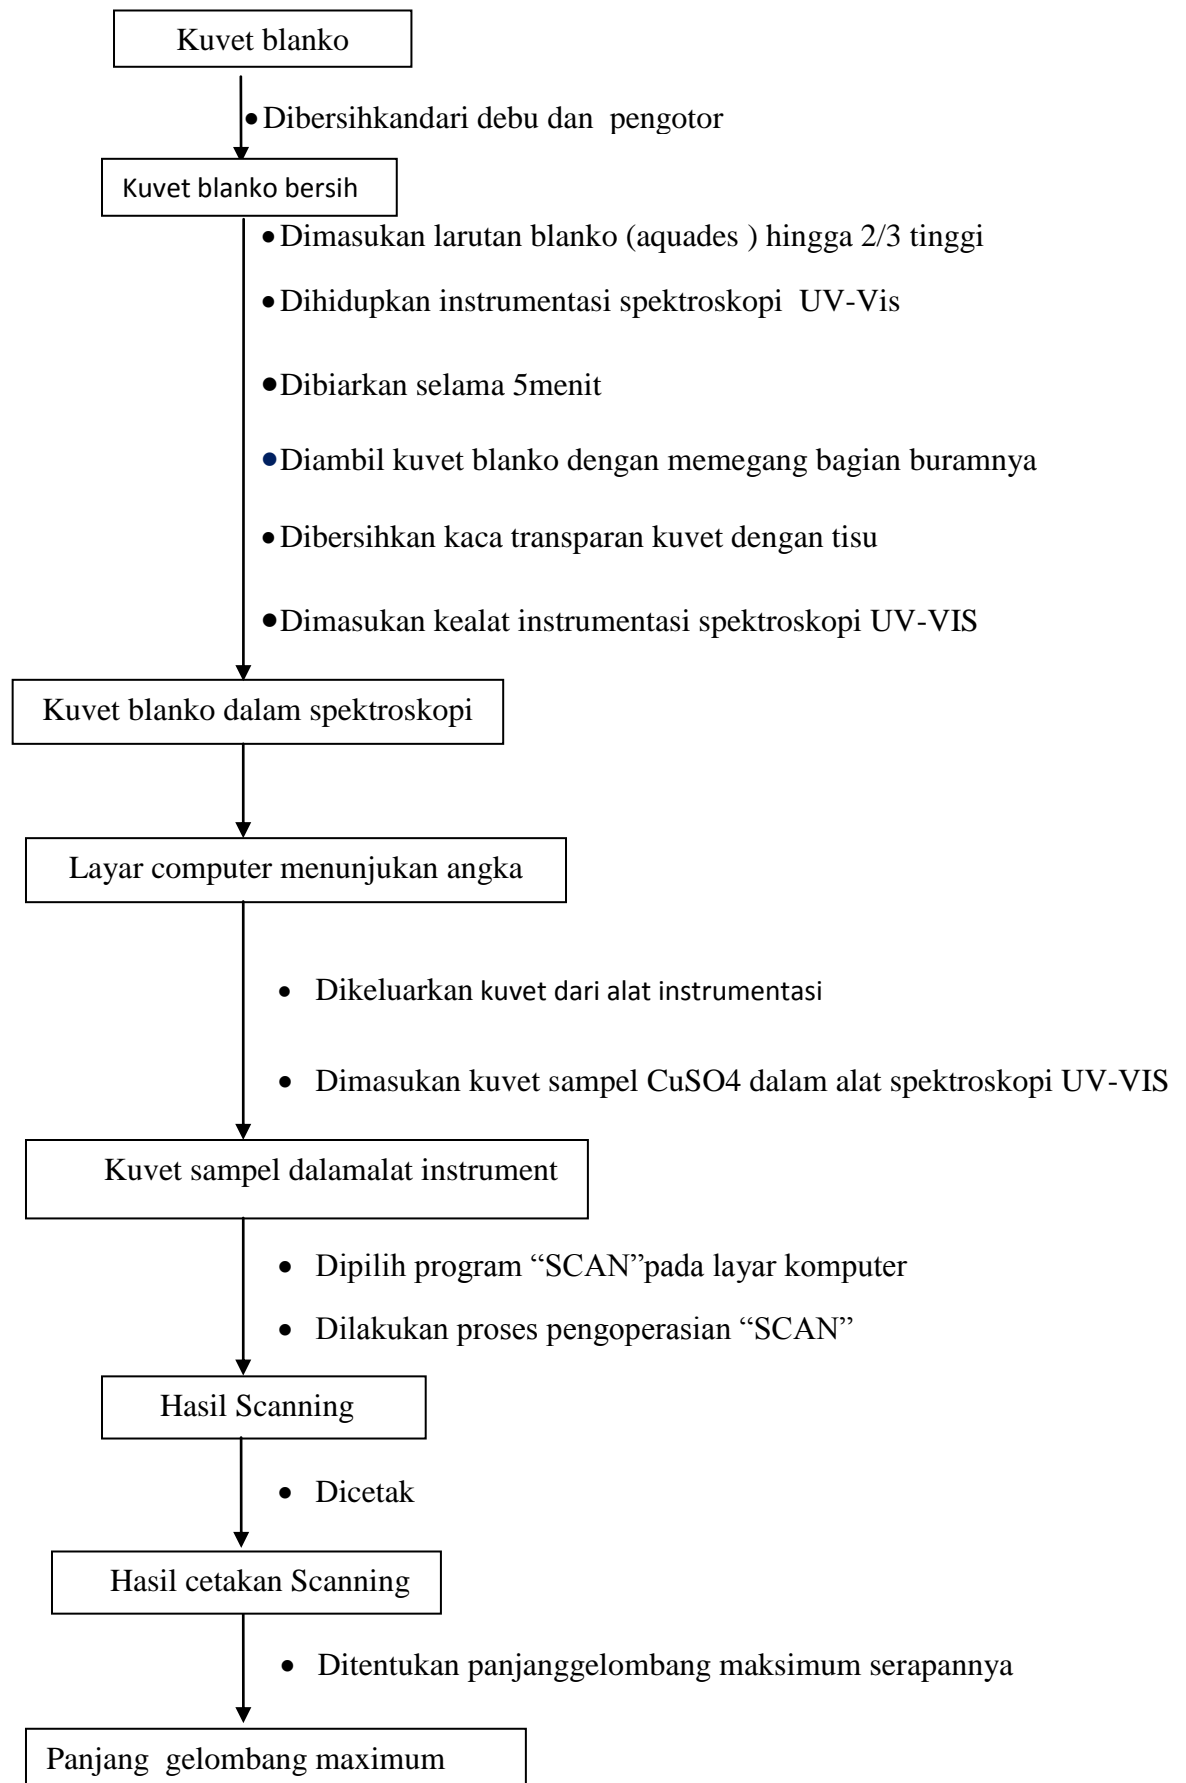 Kuvet blanko
• Dibersihkandari debu dan  pengotor
Kuvet blanko bersih
• Dimasukan larutan blanko (aquades ) hingga 2/3 tinggi
• Dihidupkan instrumentasi spektroskopi  UV-Vis
• Dibiarkan selama 5menit
• Diambil kuvet blanko dengan memegang bagian buramnya
• Dibersihkan kaca transparan kuvet dengan tisu
• Dimasukan kealat instrumentasi spektroskopi UV-VIS
Kuvet blanko dalam spektroskopi
Layar computer menunjukan angka
• Dikeluarkan kuvet dari alat instrumentasi
• Dimasukan kuvet sampel CuSO4 dalam alat spektroskopi UV-VIS
Kuvet sampel dalamalat instrument
• Dipilih program “SCAN”pada layar komputer
• Dilakukan proses pengoperasian “SCAN”
Hasil Scanning
• Dicetak
Hasil cetakan Scanning
• Ditentukan panjanggelombang maksimum serapannya
Panjang  gelombang maximum